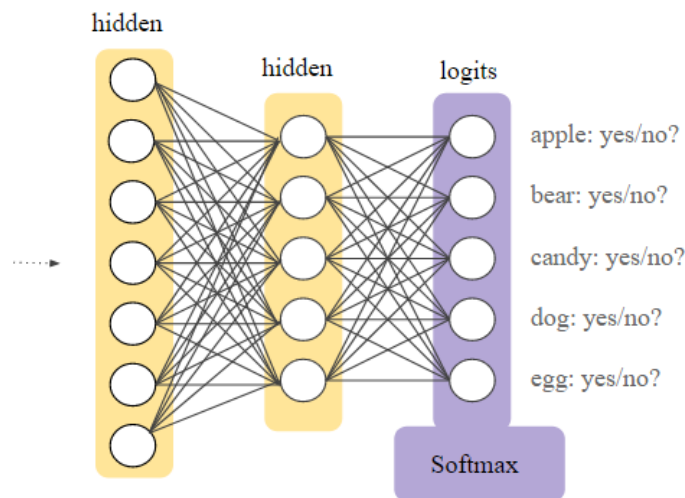 hidden
hidden
logits
apple: yes/no?
bear: yes/no?
candy: yes/no?
dog: yes/no?
egg: yes/no?
Softmax